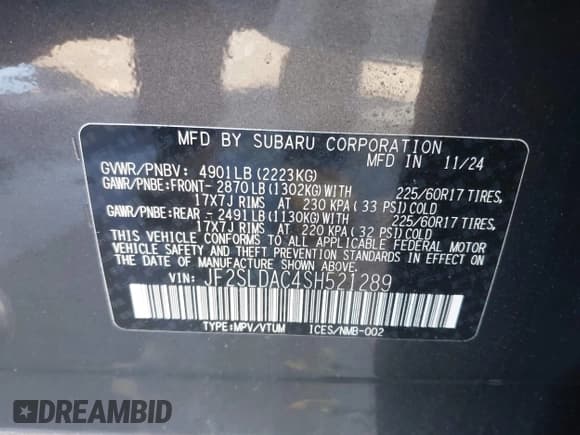 MFD BY SUBARU CORPORATION
MFD IN 11/24
GVWR/PNBV: 4901LB(2223KG)
GAWR/PNBE:FRONT- 2870LB(1302KG)WITH 225/60R17 TIRES,
17X7J RIMS AT 230 KPA(33 PSI)COLD
GAWR/PNBE:REAR - 2491LB(1130KG)WITH 225/60R17 TIRES,
17X7J RIMS AT 220 KPA(32 PSI)COLD
THIS VEHICLE CONFORMS TO ALL APPLICABLE FEDERAL MOTOR
VEHICLE SAFETY AND THEFT PREVENTION STANDARDS IN EFFECT ON
THE DATE OF MANUFACTURE SHOWN ABOVE.
VIN: JF2SLDAC4SH521289
TYPE:MPV/VTUM ICES/NMB-002
DREAMBID